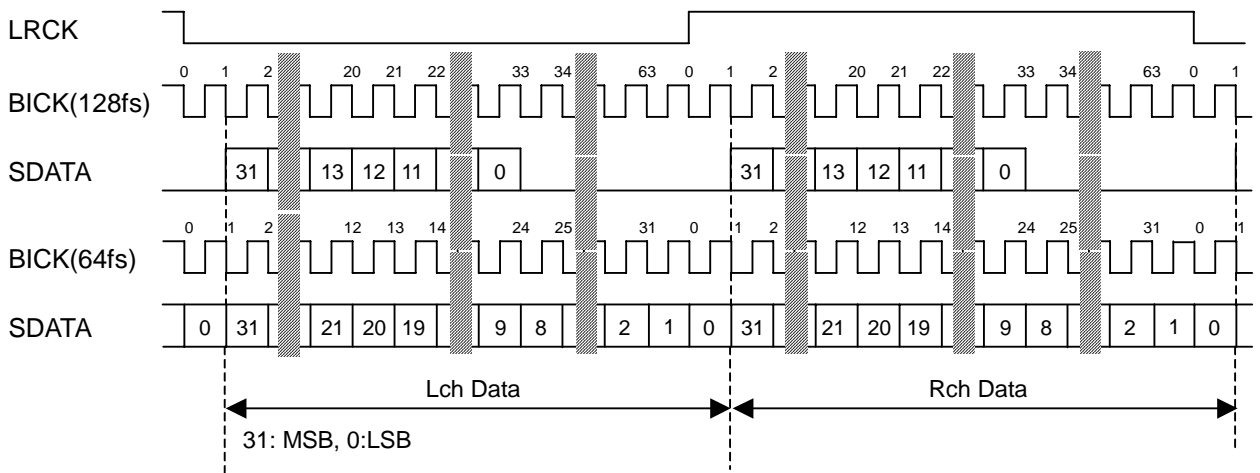 LRCK
0 1 2 20 21 22 33 34 63 0 1 2 20 21 22 33 34 63 0 1
BICK(128fs)
SDATA 31 13 12 11 0 31 13 12 11 0
0 1 2 12 13 14 24 25 31 0 1 2 12 13 14 24 25 31 0 1
BICK(64fs)
SDATA 0 31 21 20 19 9 8 2 1 0 31 21 20 19 9 8 2 1 0
Lch Data Rch Data
31: MSB, 0:LSB